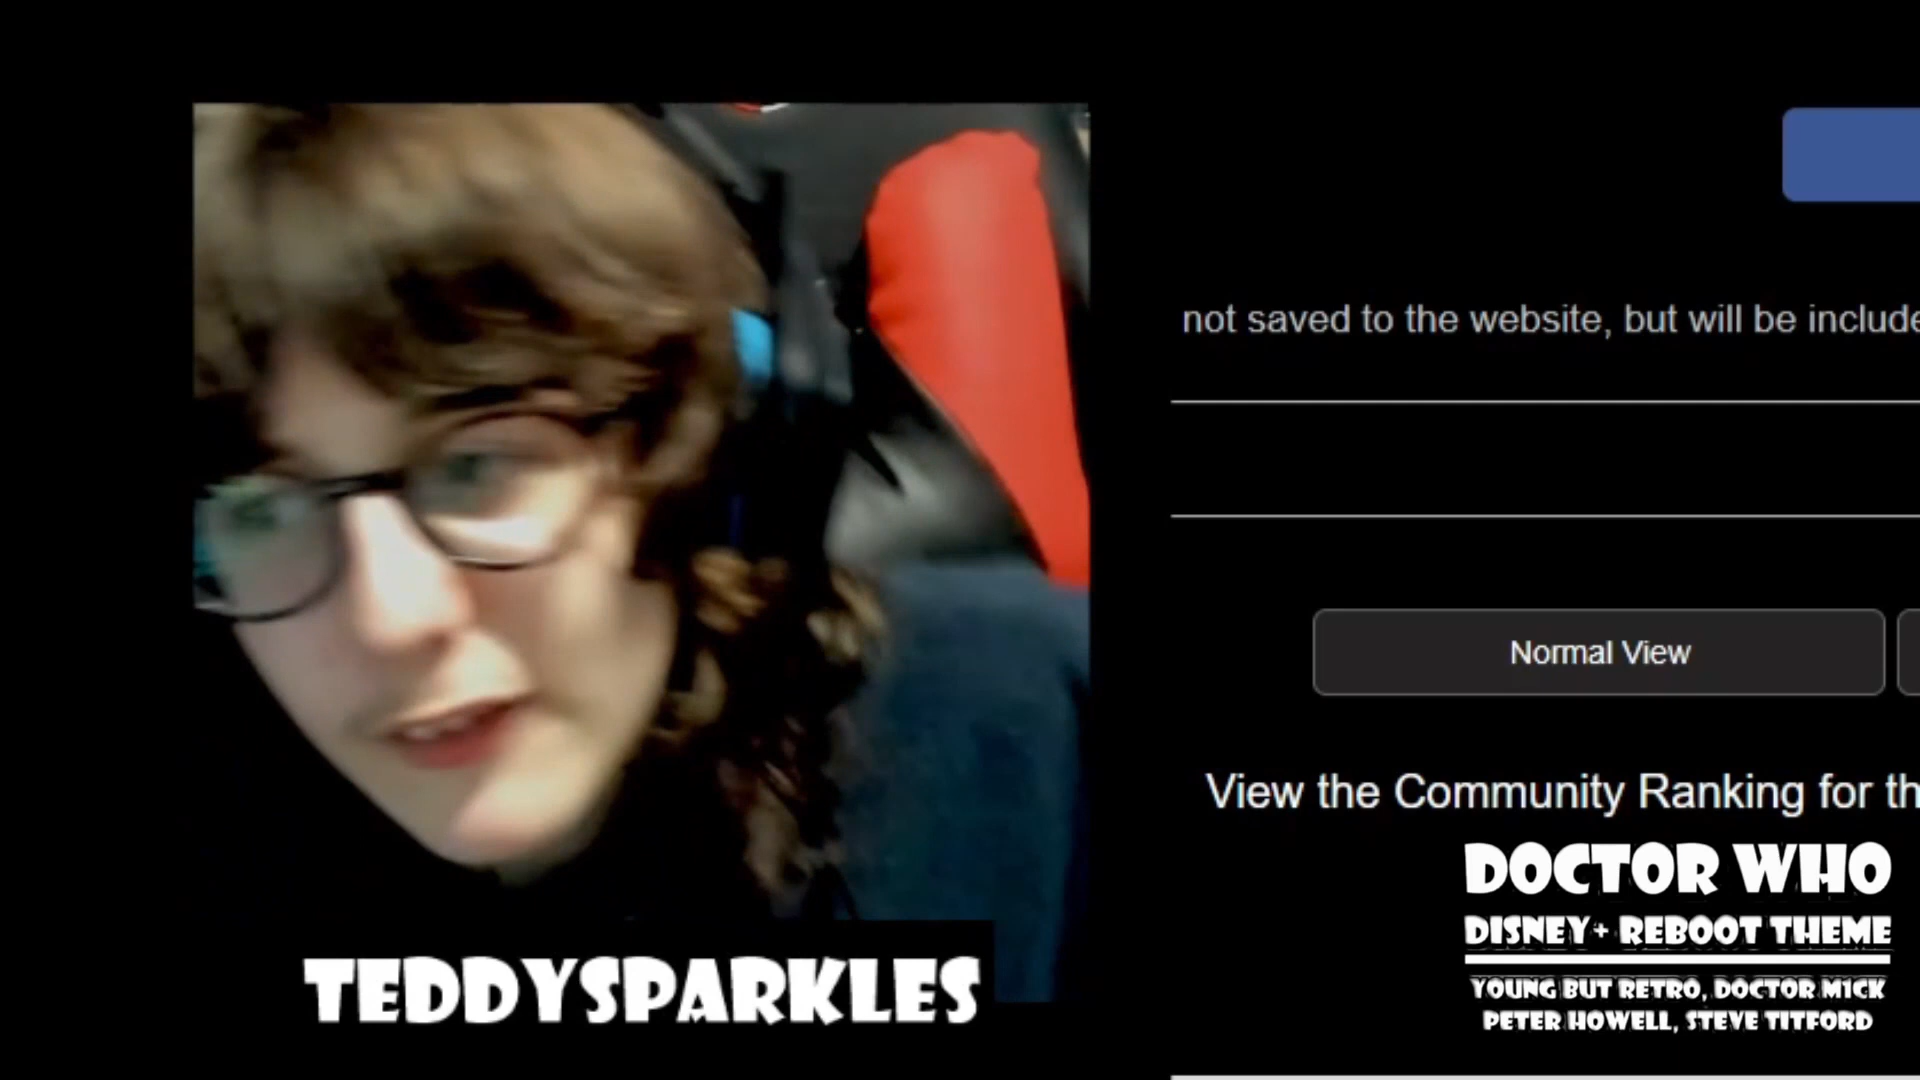 not saved to the website, but will be include
Normal View
View the Community Ranking for th
DOCTOR WHO
DISNEY+ REBOOT THEME
YOUNG BUT RETRO, DOCTOR M1CK
PETER HOWELL, STEVE TITFORD
TEDDYSPARKLES